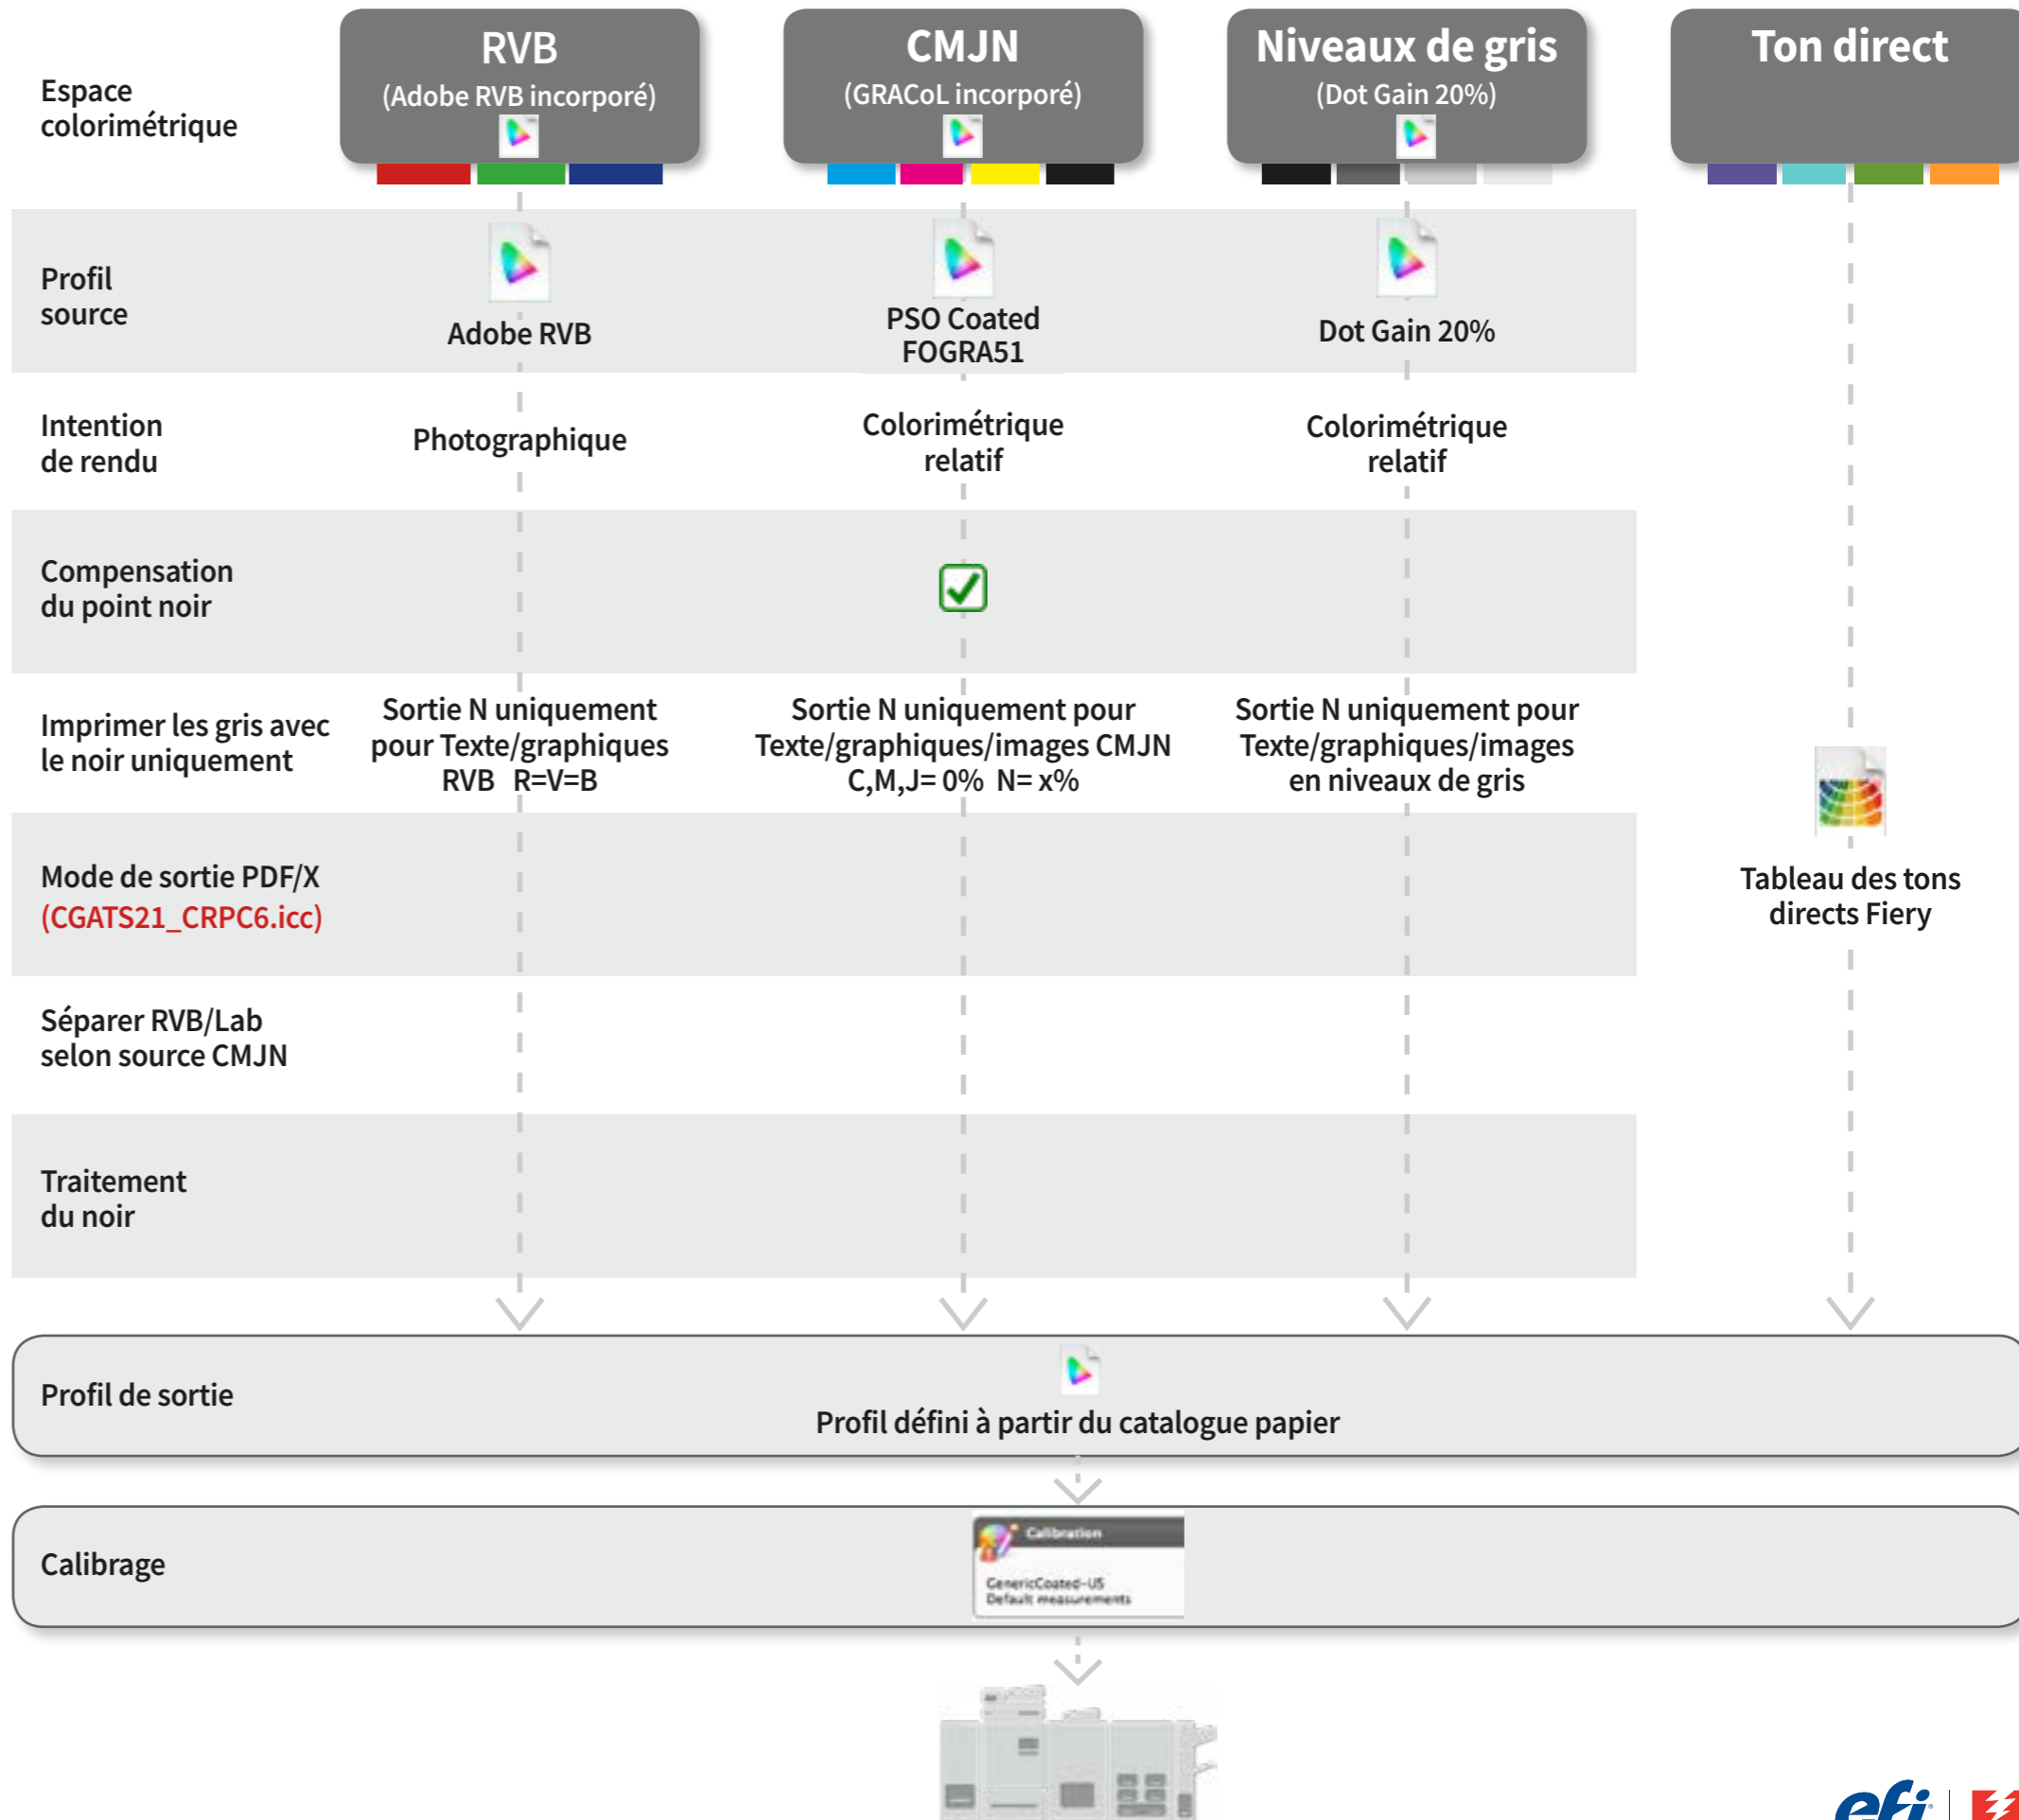 RVB
(Adobe RVB incorporé)
CMJN
(GRACoL incorporé)
Niveaux de gris
(Dot Gain 20%)
Ton direct
Espace
colorimétrique
Profil
source
Adobe RVB
PSO Coated
FOGRA51
Dot Gain 20%
Intention
de rendu
Photographique
Colorimétrique
relatif
Colorimétrique
relatif
Compensation
du point noir
Imprimer les gris avec
le noir uniquement
Sortie N uniquement
pour Texte/graphiques
RVB R=V=B
Sortie N uniquement pour
Texte/graphiques/images CMJN
C,M,J= 0% N= x%
Sortie N uniquement pour
Texte/graphiques/images
en niveaux de gris
Mode de sortie PDF/X
(CGATS21_CRPC6.icc)
Tableau des tons
directs Fiery
Séparer RVB/Lab
selon source CMJN
Traitement
du noir
Profil de sortie
Profil défini à partir du catalogue papier
Calibrage
Calibration
GenericCoated-US
Default measurements
efi